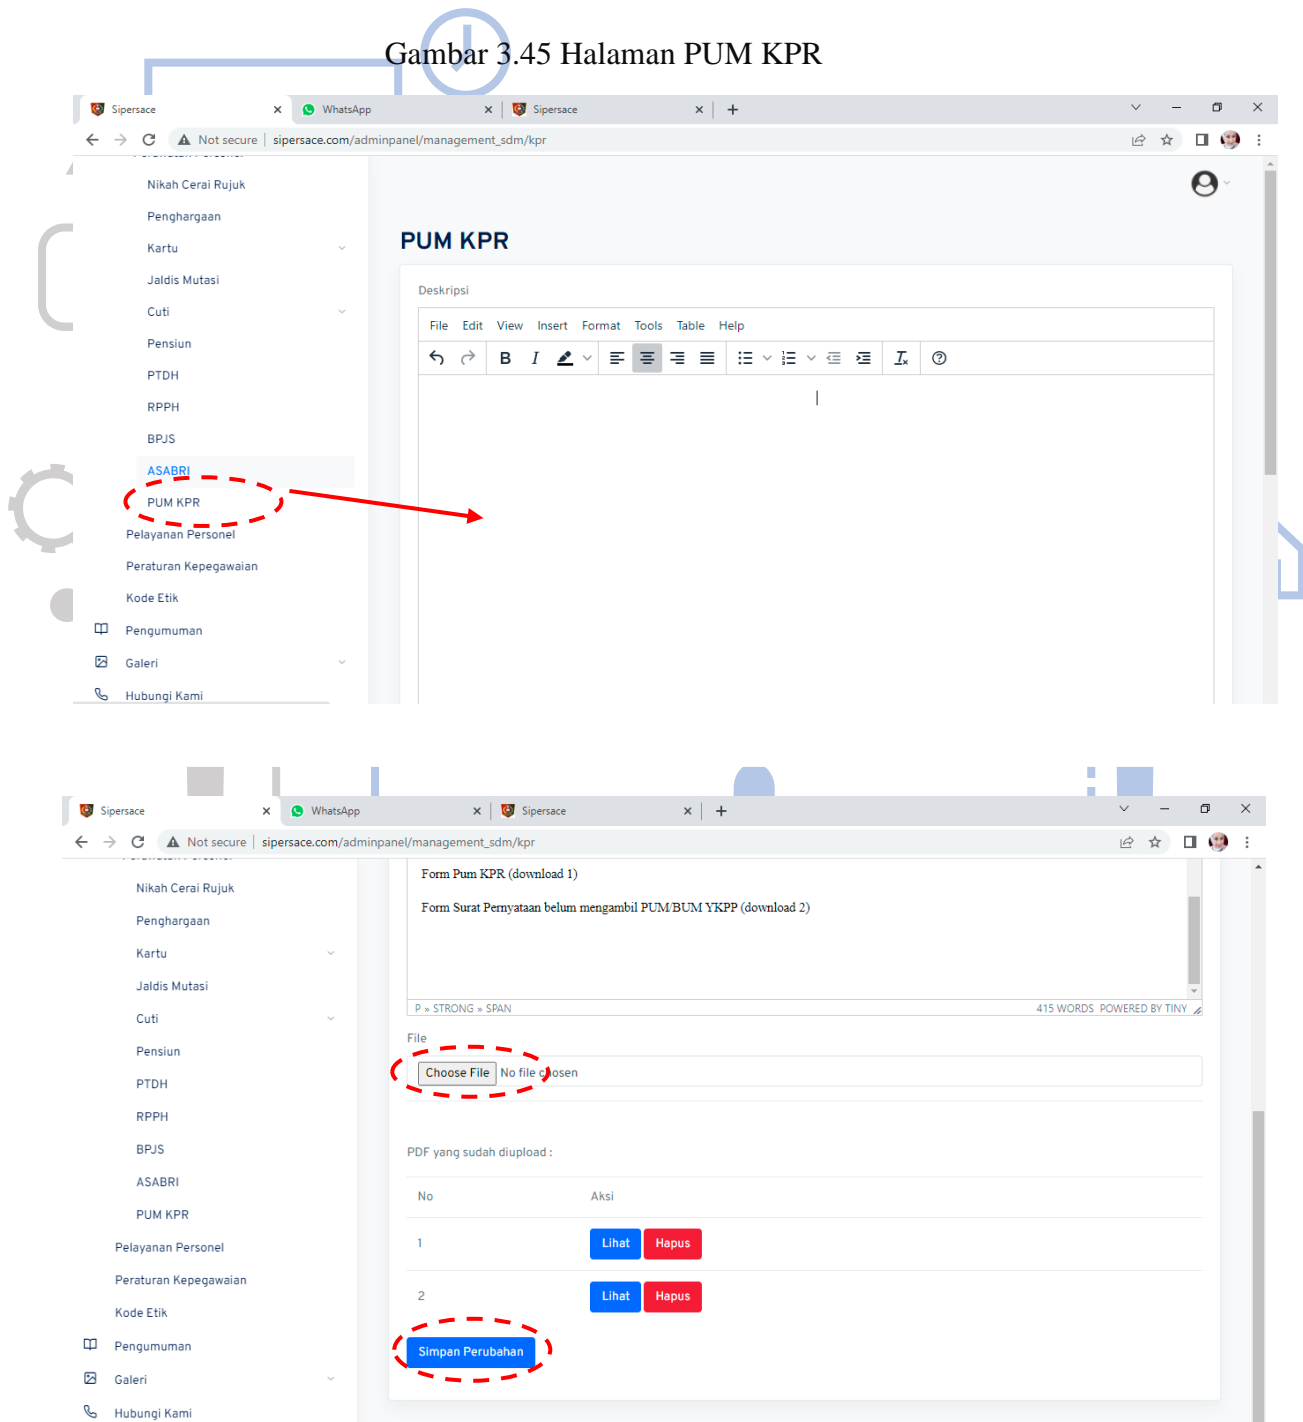 Gambar 3.45 Halaman PUM KPR
Sipersace
WhatsApp
Sipersace
Not secure
sipersace.com/adminpanel/management_sdm/kpr
Nikah Cerai Rujuk
Penghargaan
Kartu
Jaldis Mutasi
Cuti
Pensiun
PTDH
RPPH
BPJS
ASABRI
PUM KPR
Pelayanan Personel
Peraturan Kepegawaian
Kode Etik
Pengumuman
Galeri
Hubungi Kami
PUM KPR
Deskripsi
File Edit View Insert Format Tools Table Help
Sipersace
WhatsApp
Sipersace
Not secure
sipersace.com/adminpanel/management_sdm/kpr
Nikah Cerai Rujuk
Penghargaan
Kartu
Jaldis Mutasi
Cuti
Pensiun
PTDH
RPPH
BPJS
ASABRI
PUM KPR
Pelayanan Personel
Peraturan Kepegawaian
Kode Etik
Pengumuman
Galeri
Hubungi Kami
Form Pum KPR (download 1)
Form Surat Pernyataan belum mengambil PUM/BUM YKPP (download 2)
P » STRONG » SPAN
415 WORDS POWERED BY TINY
File
Choose File No file chosen
PDF yang sudah diupload :
No Aksi
1 Lihat Hapus
2 Lihat Hapus
Simpan Perubahan